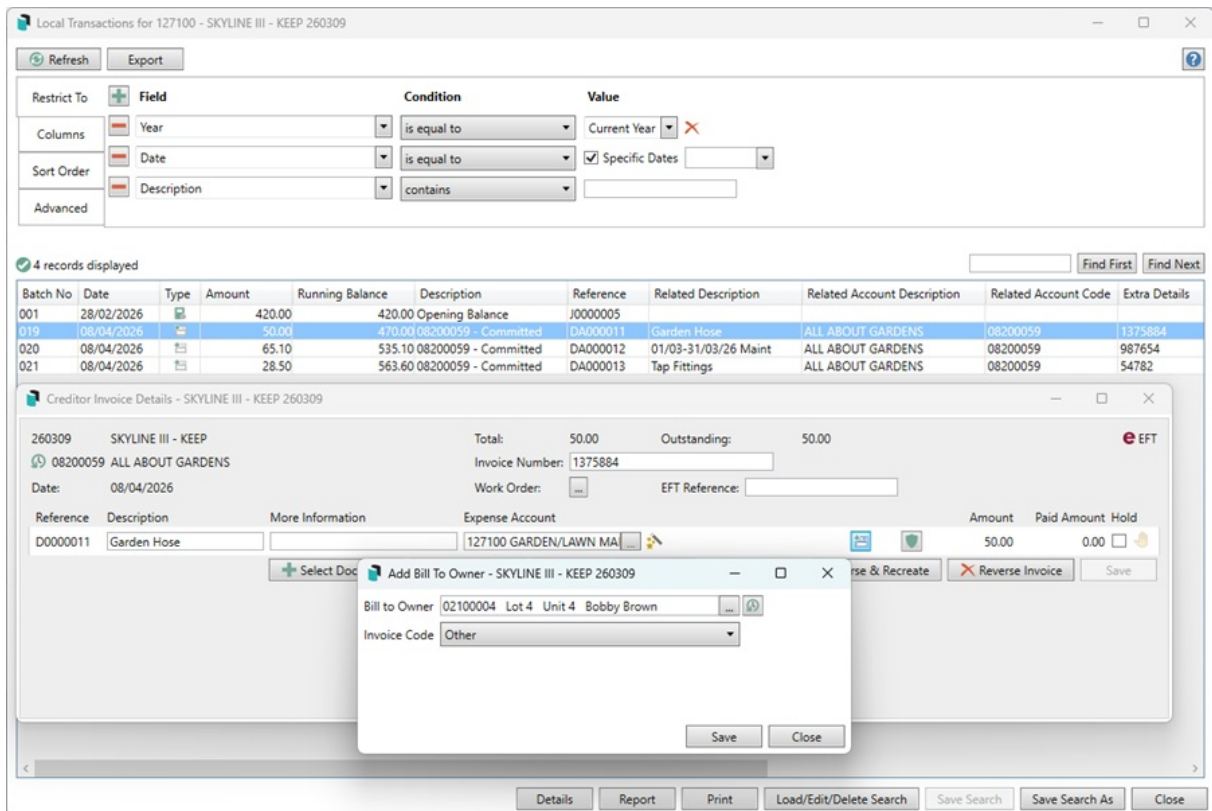 Local Transactions for 127100 - SKYLINE III - KEEP 260309
Refresh Export
Restrict To Field Condition Value
Columns Year is equal to Current Year
Sort Order Date is equal to Specific Dates
Advanced Description contains
4 records displayed Find First Find Next
Batch No Date Type Amount Running Balance Description Reference Related Description Related Account Description Related Account Code Extra Details
001 28/02/2026 420.00 420.00 Opening Balance J0000005
019 08/04/2026 50.00 470.00 08200059 - Committed DA000011 Garden Hose ALL ABOUT GARDENS 08200059 1375884
020 08/04/2026 65.10 535.10 08200059 - Committed DA000012 01/03-31/03/26 Maint ALL ABOUT GARDENS 08200059 987654
021 08/04/2026 28.50 563.60 08200059 - Committed DA000013 Tap Fittings ALL ABOUT GARDENS 08200059 54782
Creditor Invoice Details - SKYLINE III - KEEP 260309
260309 SKYLINE III - KEEP Total: 50.00 Outstanding: 50.00 e EFT
08200059 ALL ABOUT GARDENS Invoice Number: 1375884
Date: 08/04/2026 Work Order: ... EFT Reference:
Reference Description More Information Expense Account Amount Paid Amount Hold
D0000011 Garden Hose 127100 GARDEN/LAWN MAI ... 50.00 0.00
Select Doc rse & Recreate Reverse Invoice Save
Add Bill To Owner - SKYLINE III - KEEP 260309
Bill to Owner 02100004 Lot 4 Unit 4 Bobby Brown ...
Invoice Code Other
Save Close
Details Report Print Load/Edit/Delete Search Save Search Save Search As Close